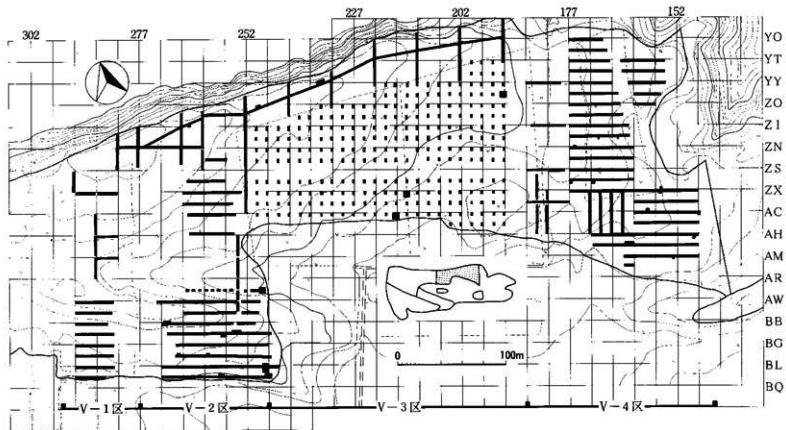 302 277 252 227 202 177 152
YO
YT
YY
ZO
ZI
ZN
ZS
ZX
AC
AH
AM
AR
AW
BB
BG
BL
BQ
0 100m
V-1区 V-2区 V-3区 V-4区